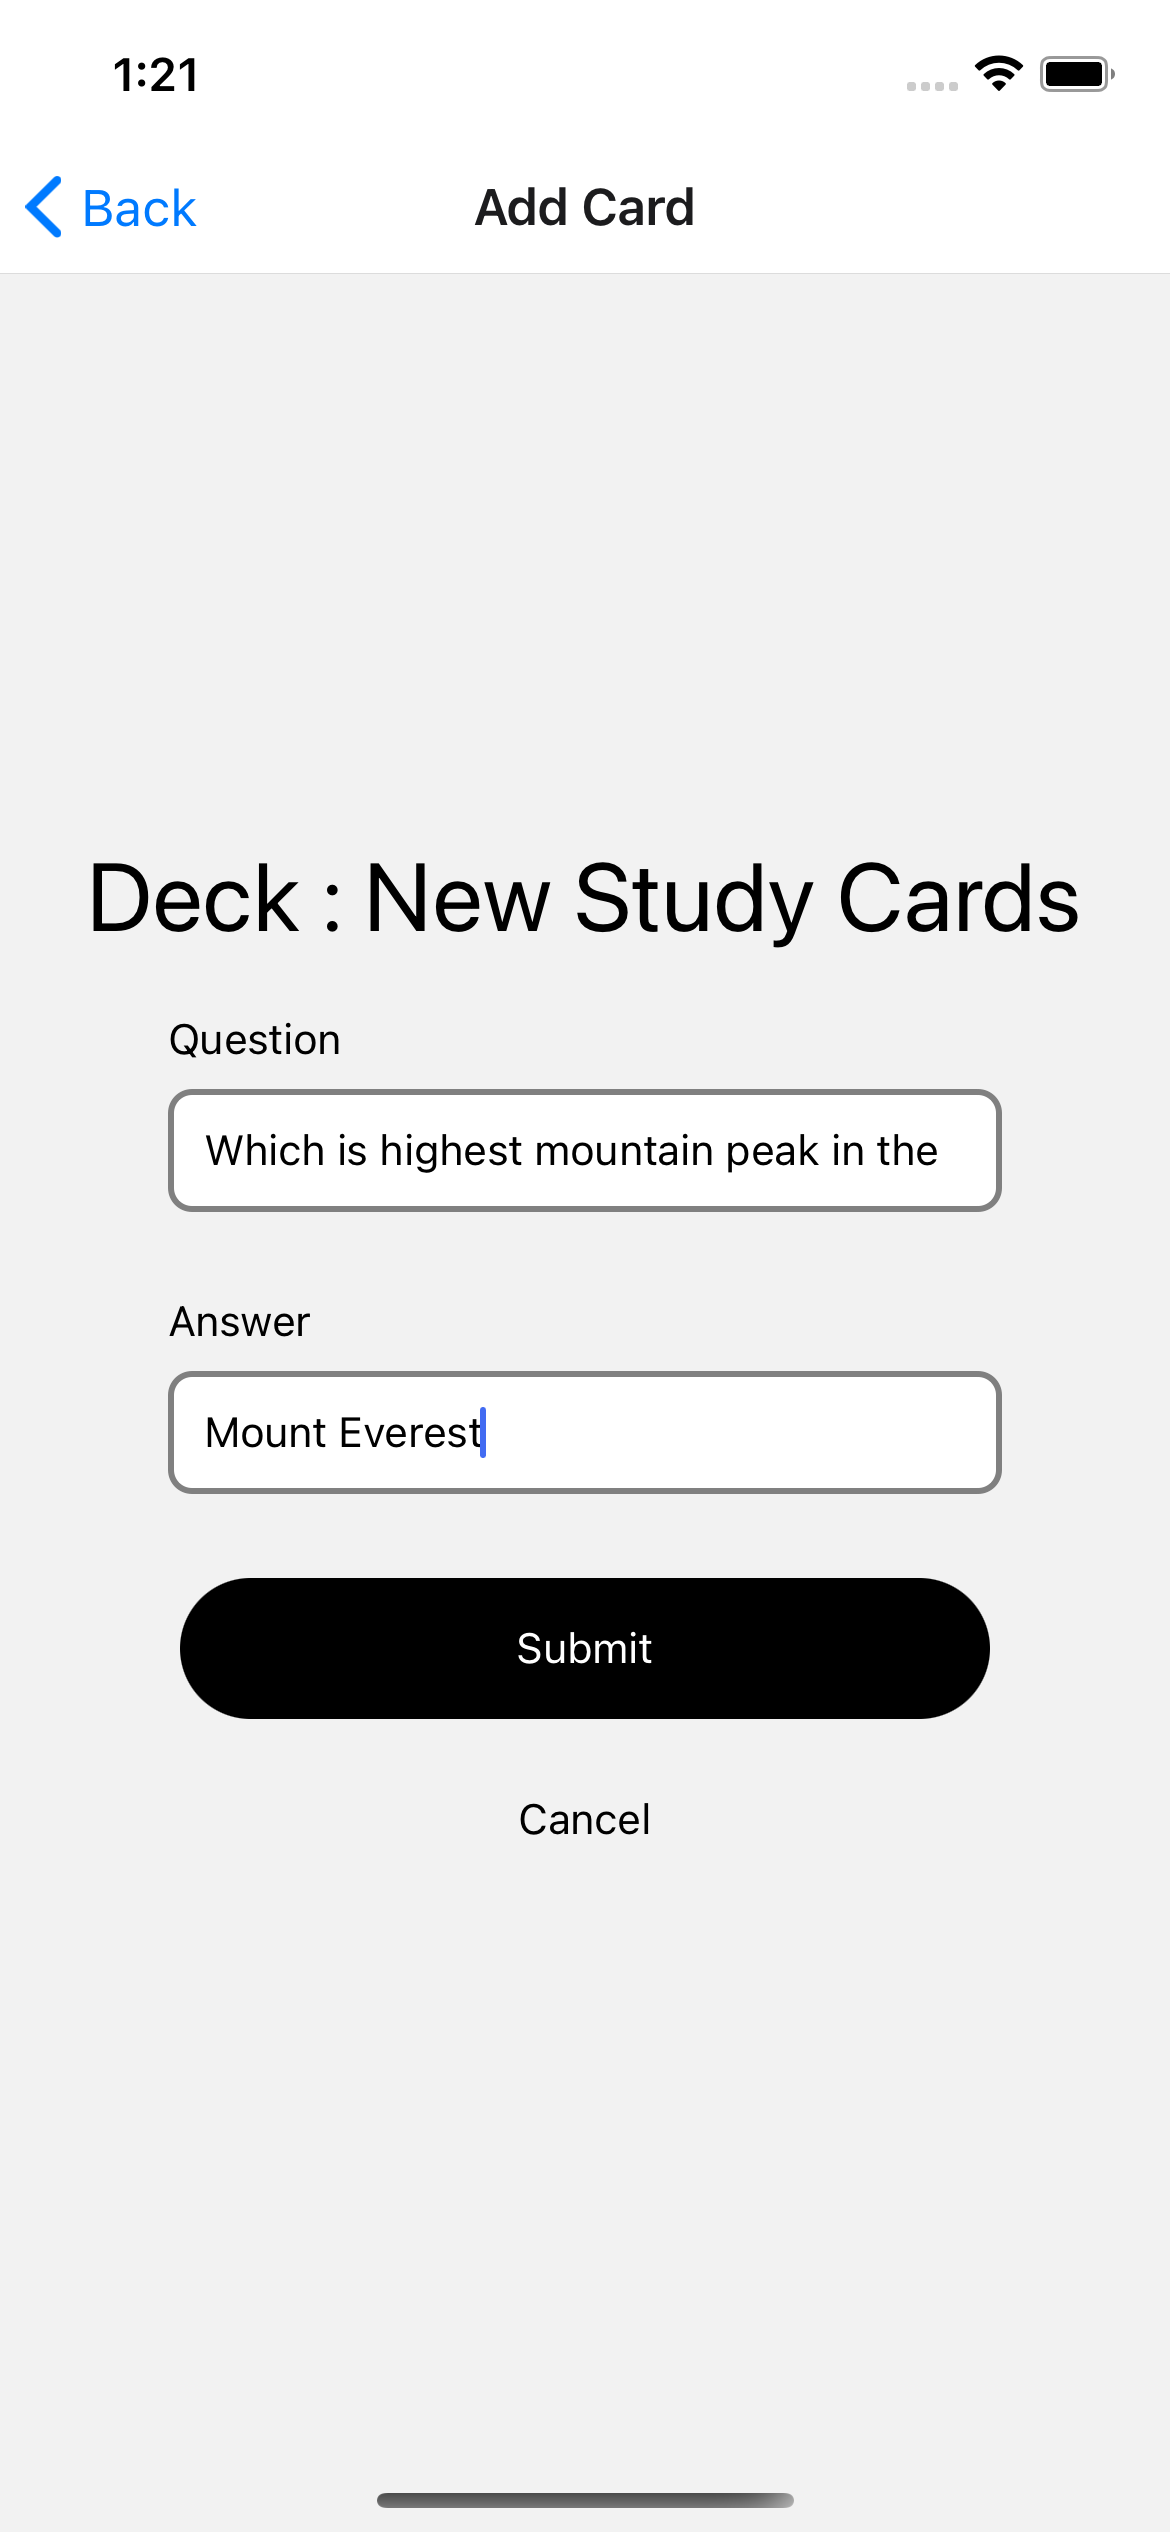 1:21
Back
Add Card
Deck : New Study Cards
Question
Which is highest mountain peak in the
Answer
Mount Everest
Submit
Cancel